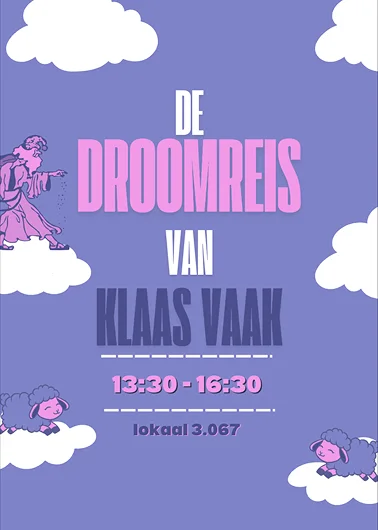 DE
DROOMREIS
VAN
KLAAS VAAK
13:30 - 16:30
lokaal 3.067